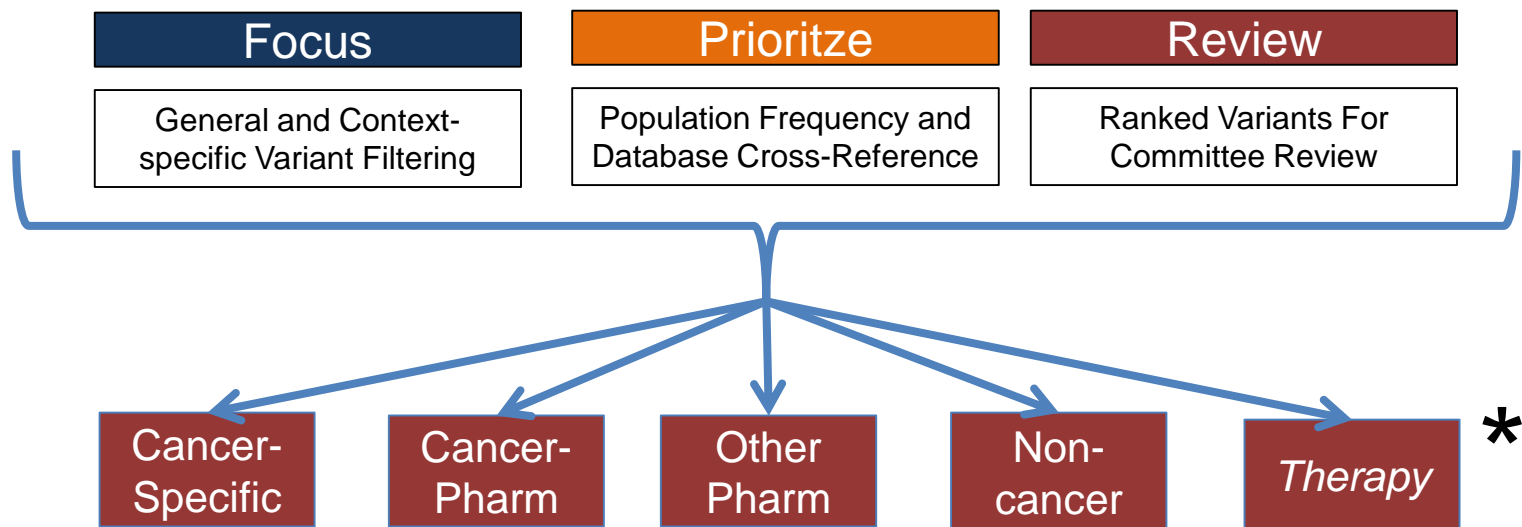 Focus
Prioritze
Review
General and Context-
specific Variant Filtering
Population Frequency and
Database Cross-Reference
Ranked Variants For
Committee Review
Cancer-
Specific
Cancer-
Pharm
Other
Pharm
Non-
cancer
Therapy
*